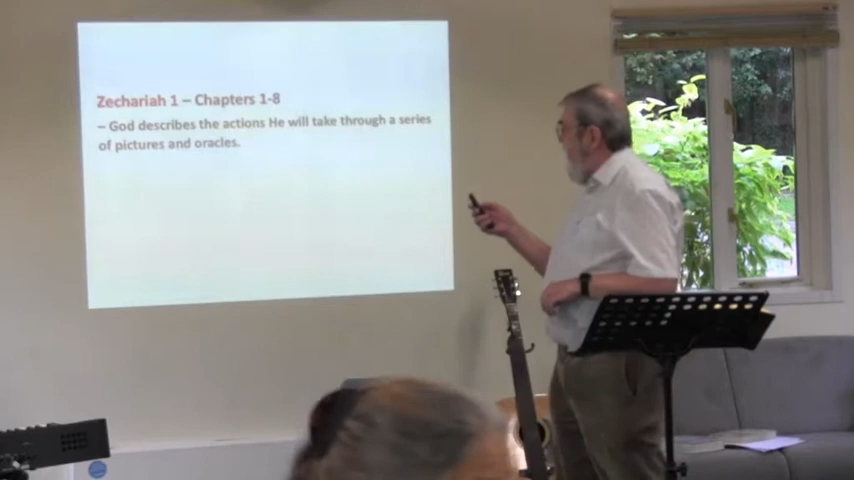 Zechariah 1 – Chapters 1-8
– God describes the actions He will take through a series
of pictures and oracles.